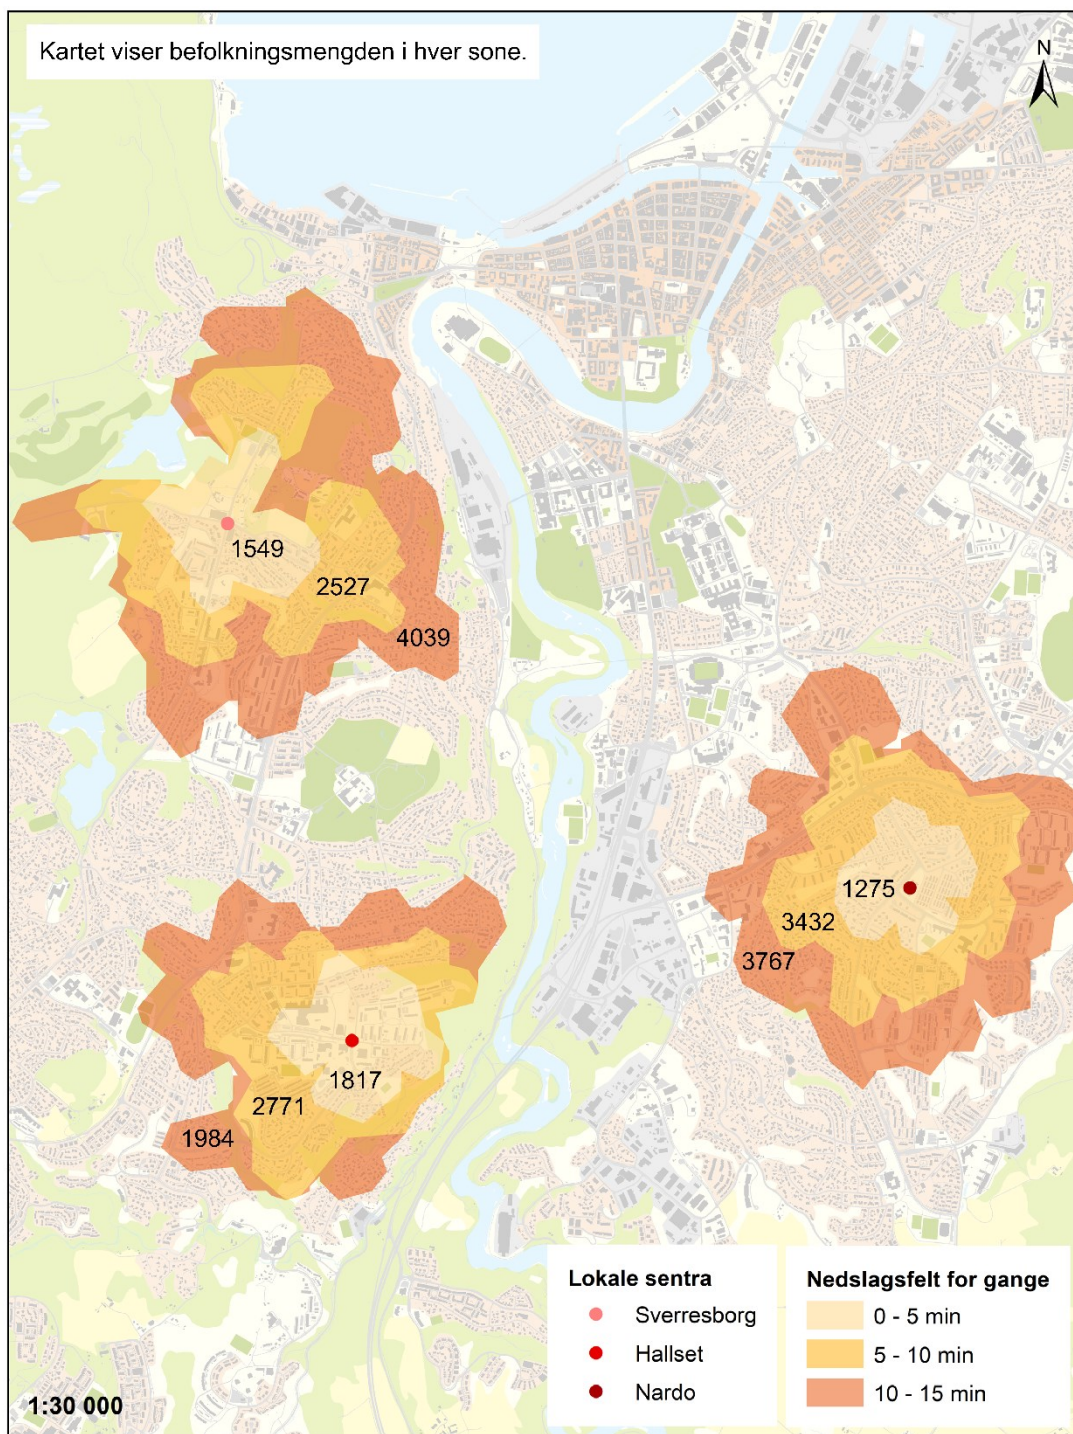 Kartet viser befolkningsmengden i hver sone.
N
1549
2527
4039
1275
3432
3767
1817
2771
1984
Lokale sentra
Sverresborg
Hallset
Nardo
Nedslagsfelt for gange
0 - 5 min
5 - 10 min
10 - 15 min
1:30 000